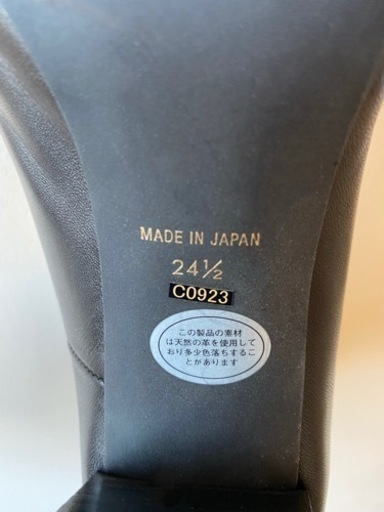 MADE IN JAPAN
24½
C0923
この製品の素材
は天然の革を使用して
おり多少色落ちするこ
とがあります